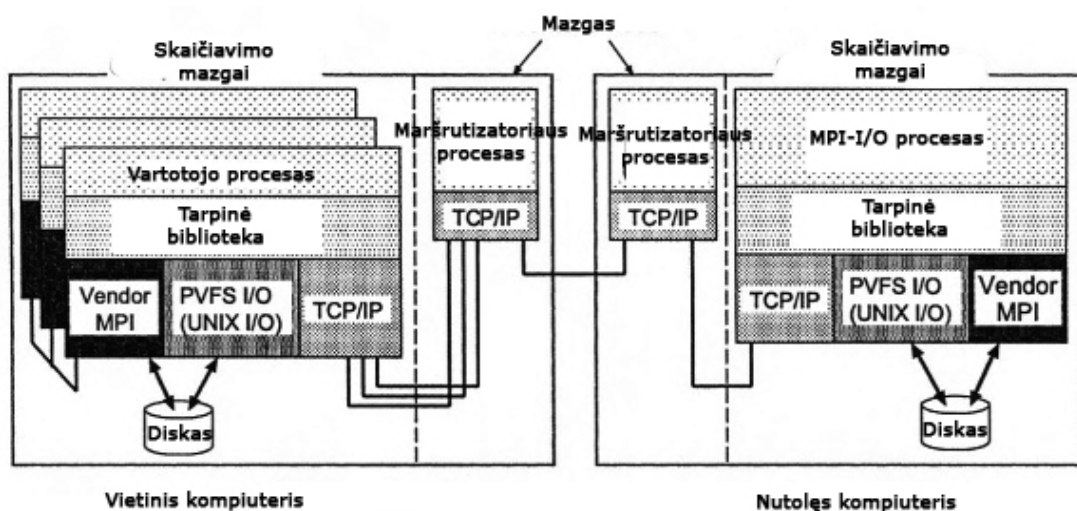 Mazgas
Skaičiavimo
mazgai
Skaičiavimo
mazgai
Maršrutizatoriaus
procesas
Maršrutizatoriaus
procesas
MPI-I/O procesas
Vartotojo procesas
Tarpinė
biblioteka
TCP/IP
TCP/IP
Tarpinė
biblioteka
Vendor
MPI
PVFS I/O
(UNIX I/O)
TCP/IP
TCP/IP
PVFS I/O
(UNIX I/O)
Vendor
MPI
Diskas
Diskas
Vietinis kompiuteris
Nutolęs kompiuteris